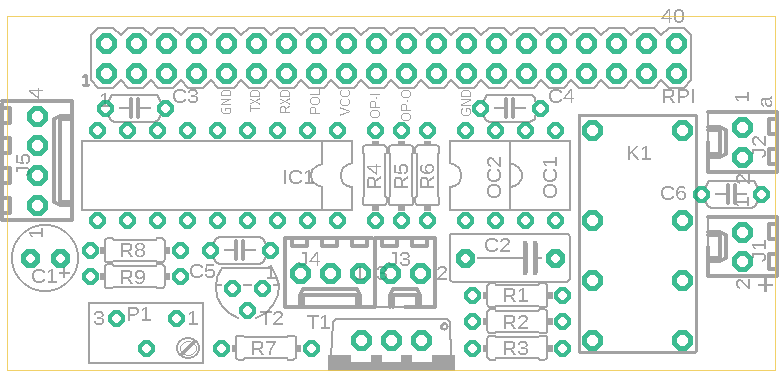 40
1
RPI
4
1
C3
GND
TXD
RXD
POL
VCC
OP-I
OP-O
GND
C4
1
a
J5
IC1
R4
R5
R6
OC2
OC1
K1
J2
2
C6
1
1
C1
+
R8
R9
C5
1
T2
J4
1
3
J3
2
C2
J1
2
+
3
P1
1
R7
T1
R1
R2
R3